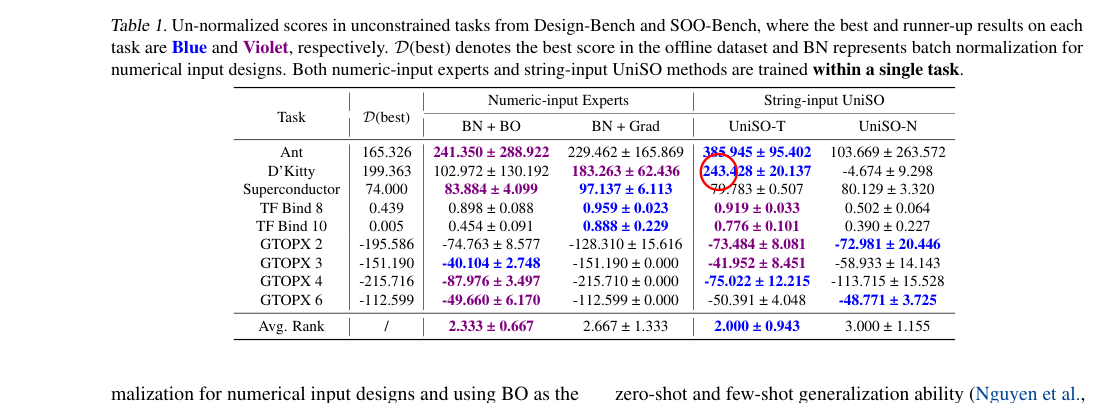 Table 1. Un-normalized scores in unconstrained tasks from Design-Bench and SOO-Bench, where the best and runner-up results on each
task are Blue and Violet, respectively. 𝒟(best) denotes the best score in the offline dataset and BN represents batch normalization for
numerical input designs. Both numeric-input experts and string-input UniSO methods are trained within a single task.
Task 𝒟(best) Numeric-input Experts String-input UniSO
BN + BO BN + Grad UniSO-T UniSO-N
Ant 165.326 241.350 ± 288.922 229.462 ± 165.869 385.945 ± 95.402 103.669 ± 263.572
D'Kitty 199.363 102.972 ± 130.192 183.263 ± 62.436 243.428 ± 20.137 -4.674 ± 9.298
Superconductor 74.000 83.884 ± 4.099 97.137 ± 6.113 79.783 ± 0.507 80.129 ± 3.320
TF Bind 8 0.439 0.898 ± 0.088 0.959 ± 0.023 0.919 ± 0.033 0.502 ± 0.064
TF Bind 10 0.005 0.454 ± 0.091 0.888 ± 0.229 0.776 ± 0.101 0.390 ± 0.227
GTOPX 2 -195.586 -74.763 ± 8.577 -128.310 ± 15.616 -73.484 ± 8.081 -72.981 ± 20.446
GTOPX 3 -151.190 -40.104 ± 2.748 -151.190 ± 0.000 -41.952 ± 8.451 -58.933 ± 14.143
GTOPX 4 -215.716 -87.976 ± 3.497 -215.710 ± 0.000 -75.022 ± 12.215 -113.715 ± 15.528
GTOPX 6 -112.599 -49.660 ± 6.170 -112.599 ± 0.000 -50.391 ± 4.048 -48.771 ± 3.725
Avg. Rank / 2.333 ± 0.667 2.667 ± 1.333 2.000 ± 0.943 3.000 ± 1.155
malization for numerical input designs and using BO as the
zero-shot and few-shot generalization ability (Nguyen et al.,